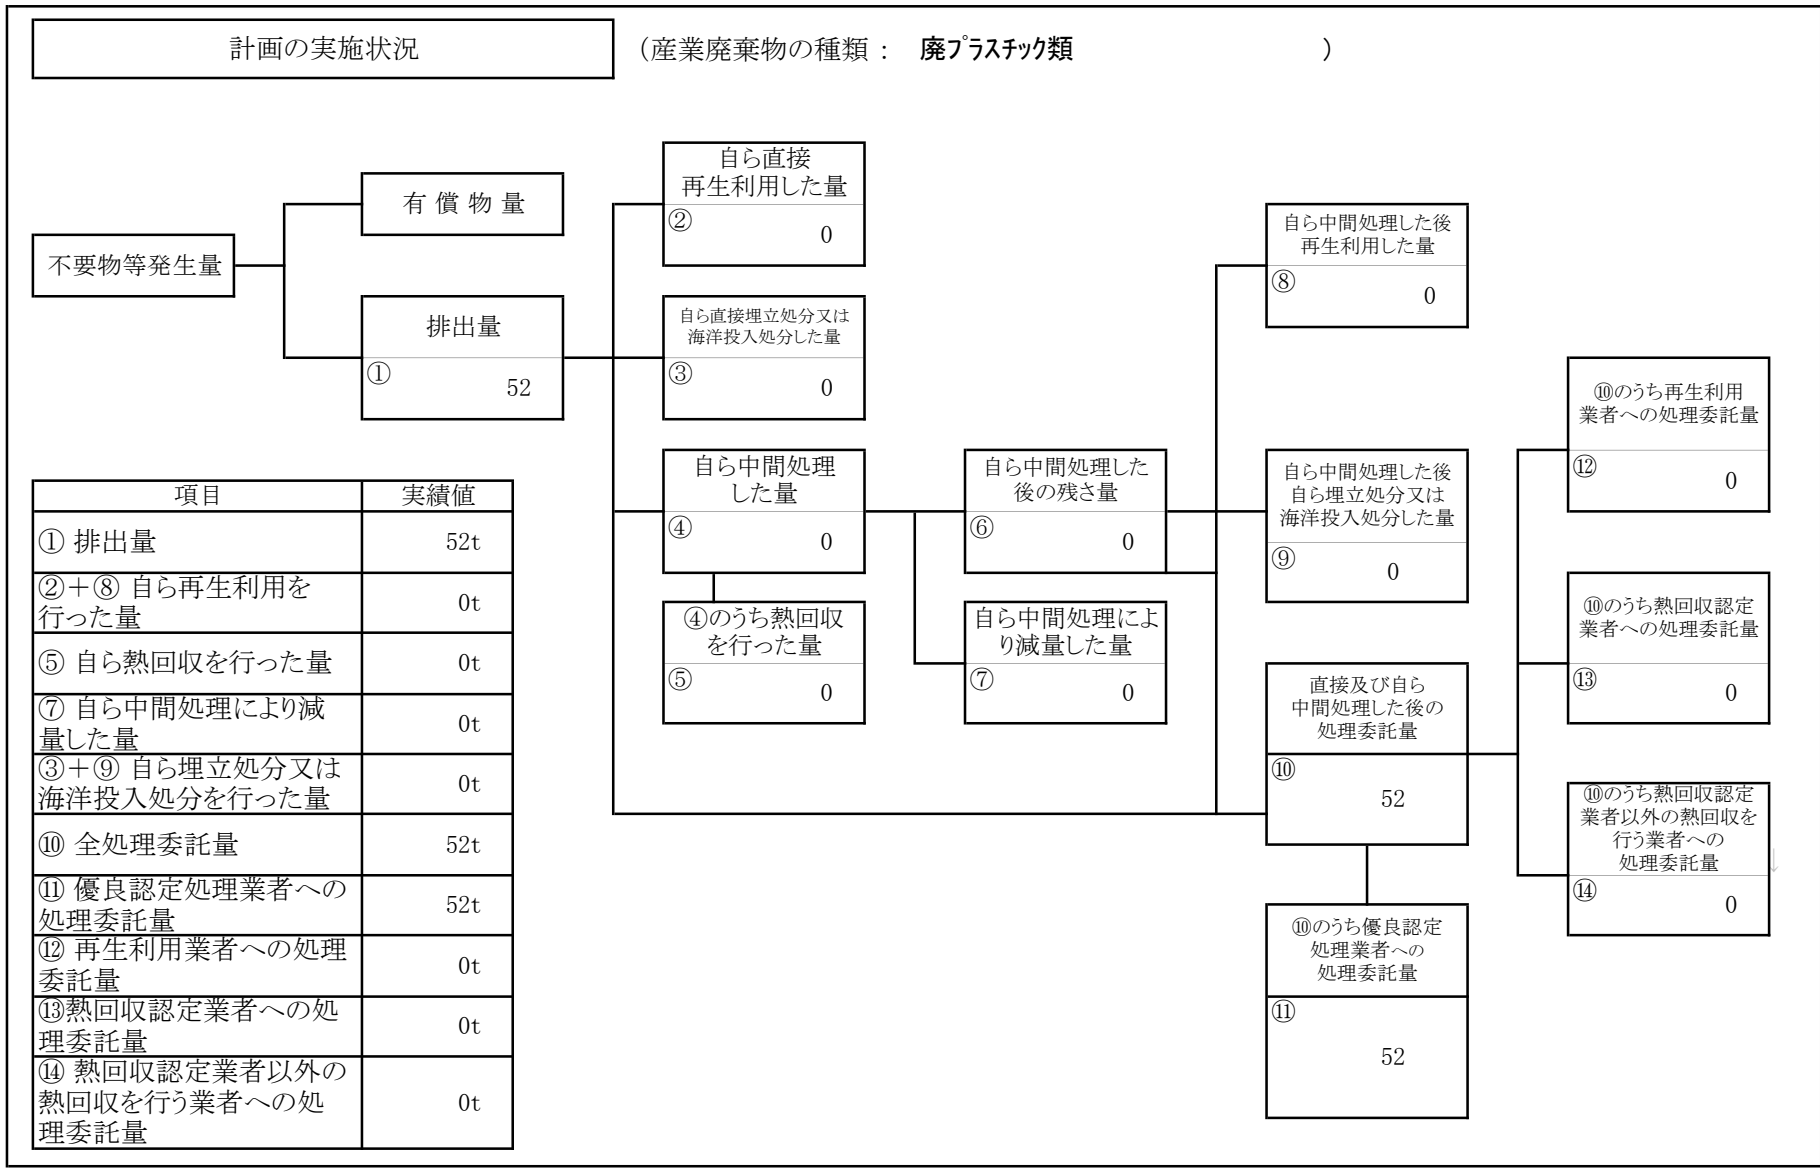 計画の実施状況 (産業廃棄物の種類： 廃プラスチック類 )
自ら直接
再生利用した量
②
0
有償物量
不要物等発生量
排出量
①
52
自ら直接埋立処分又は
海洋投入処分した量
③
0
自ら中間処理した後
再生利用した量
⑧
0
⑩のうち再生利用
業者への処理委託量
⑫
0
自ら中間処理
した量
④
0
自ら中間処理した
後の残さ量
⑥
0
自ら中間処理した後
自ら埋立処分又は
海洋投入処分した量
⑨
0
④のうち熱回収
を行った量
⑤
0
自ら中間処理によ
り減量した量
⑦
0
⑩のうち熱回収認定
業者への処理委託量
⑬
0
直接及び自ら
中間処理した後の
処理委託量
⑩
52
⑩のうち熱回収認定
業者以外の熱回収を
行う業者への
処理委託量
↓
⑭
0
⑩のうち優良認定
処理業者への
処理委託量
⑪
52
項目 実績値
① 排出量 52t
②＋⑧ 自ら再生利用を
行った量 0t
⑤ 自ら熱回収を行った量 0t
⑦ 自ら中間処理により減
量した量 0t
③＋⑨ 自ら埋立処分又は
海洋投入処分を行った量 0t
⑩ 全処理委託量 52t
⑪ 優良認定処理業者への
処理委託量 52t
⑫ 再生利用業者への処理
委託量 0t
⑬熱回収認定業者への処
理委託量 0t
⑭ 熱回収認定業者以外の
熱回収を行う業者への処
理委託量 0t